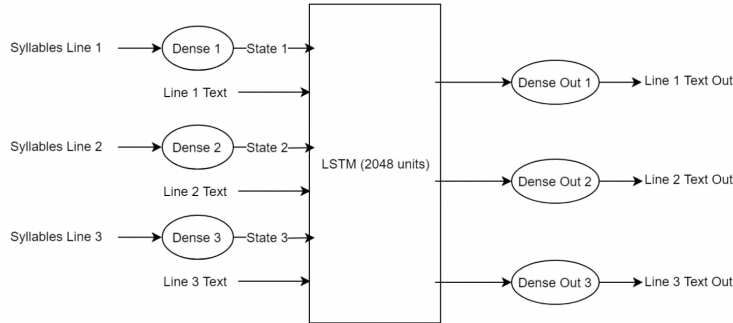 Syllables Line 1
Dense 1
State 1
Line 1 Text
Syllables Line 2
Dense 2
State 2
Line 2 Text
Syllables Line 3
Dense 3
State 3
Line 3 Text
LSTM (2048 units)
Dense Out 1
Line 1 Text Out
Dense Out 2
Line 2 Text Out
Dense Out 3
Line 3 Text Out